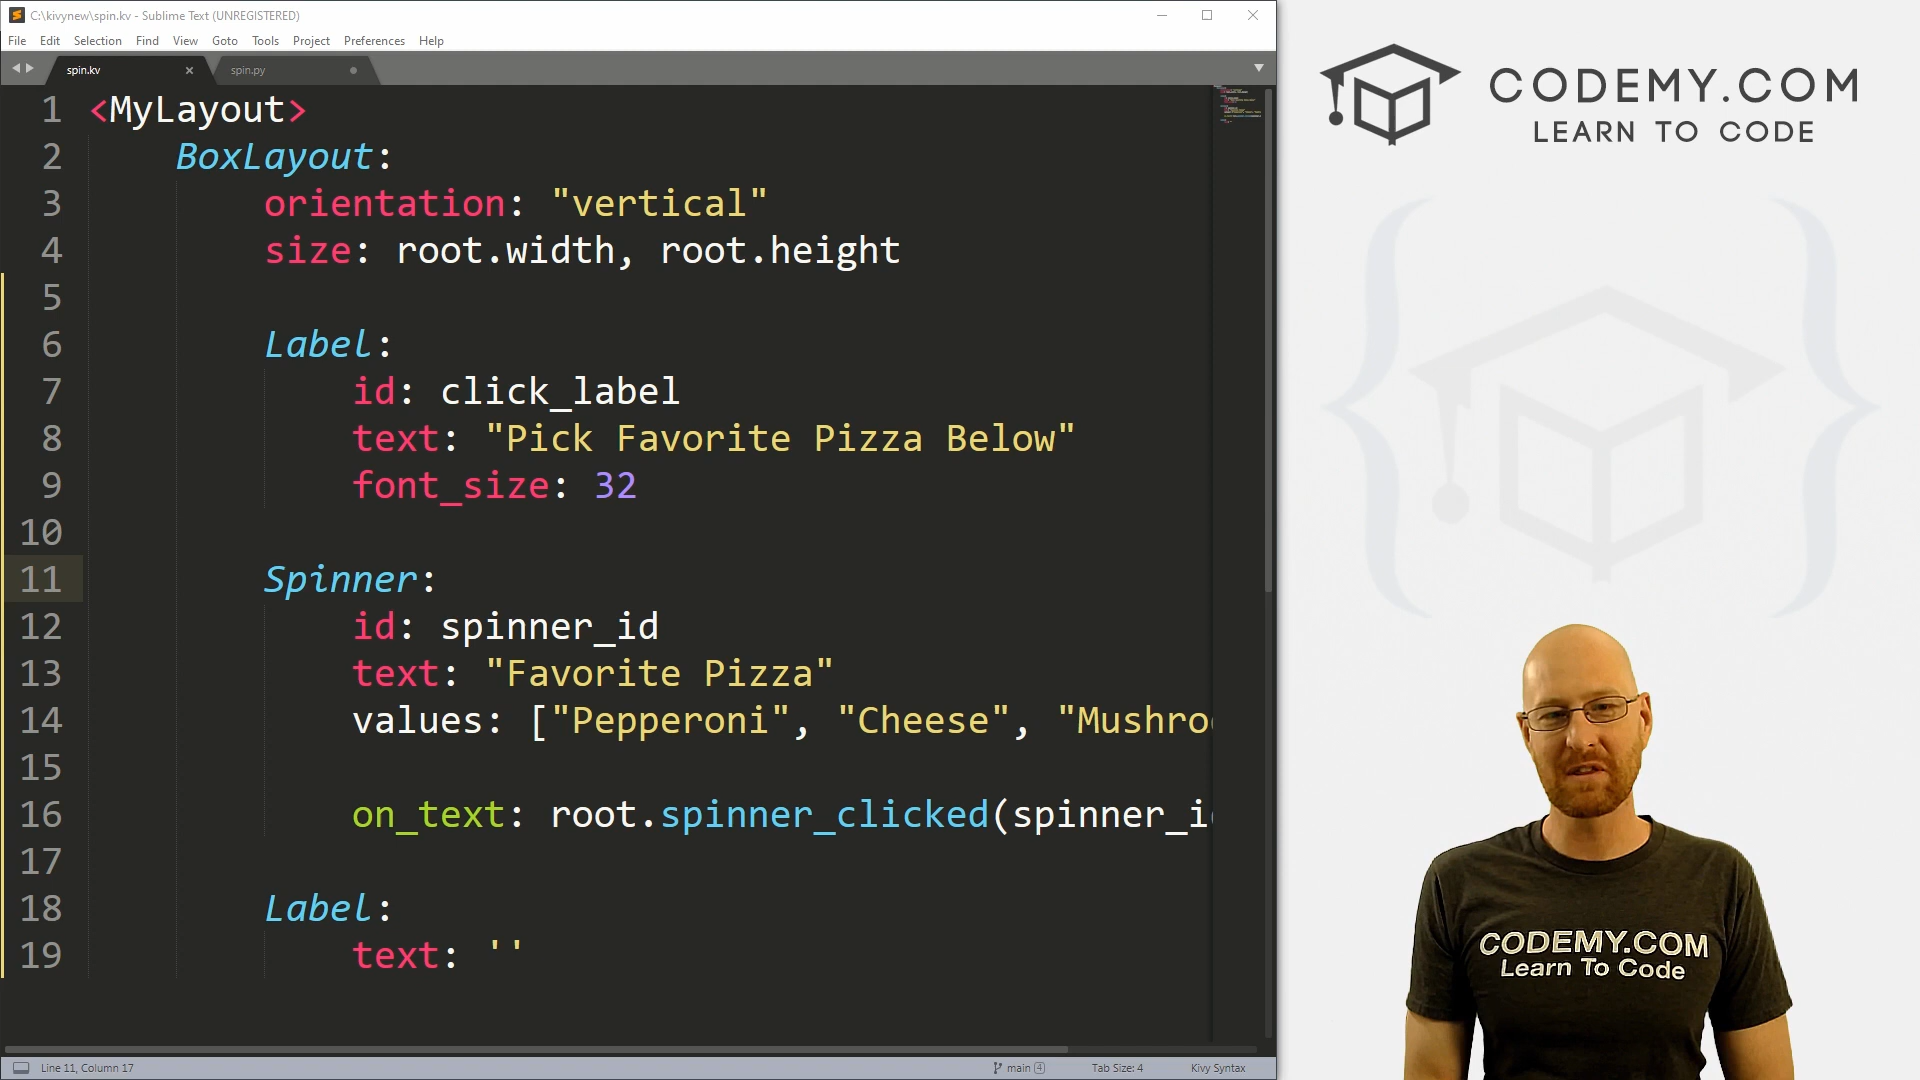 C:\kivynew\spin.kv - Sublime Text (UNREGISTERED)
File Edit Selection Find View Goto Tools Project Preferences Help
spin.kv spin.py
1 <MyLayout>
2 BoxLayout:
3 orientation: "vertical"
4 size: root.width, root.height
5
6 Label:
7 id: click_label
8 text: "Pick Favorite Pizza Below"
9 font_size: 32
10
11 Spinner:
12 id: spinner_id
13 text: "Favorite Pizza"
14 values: ["Pepperoni", "Cheese", "Mushro
15
16 on_text: root.spinner_clicked(spinner_i
17
18 Label:
19 text: ''
Line 11, Column 17 main 4 Tab Size: 4 Kivy Syntax
CODEMY.COM
LEARN TO CODE
CODEMY.COM
Learn To Code